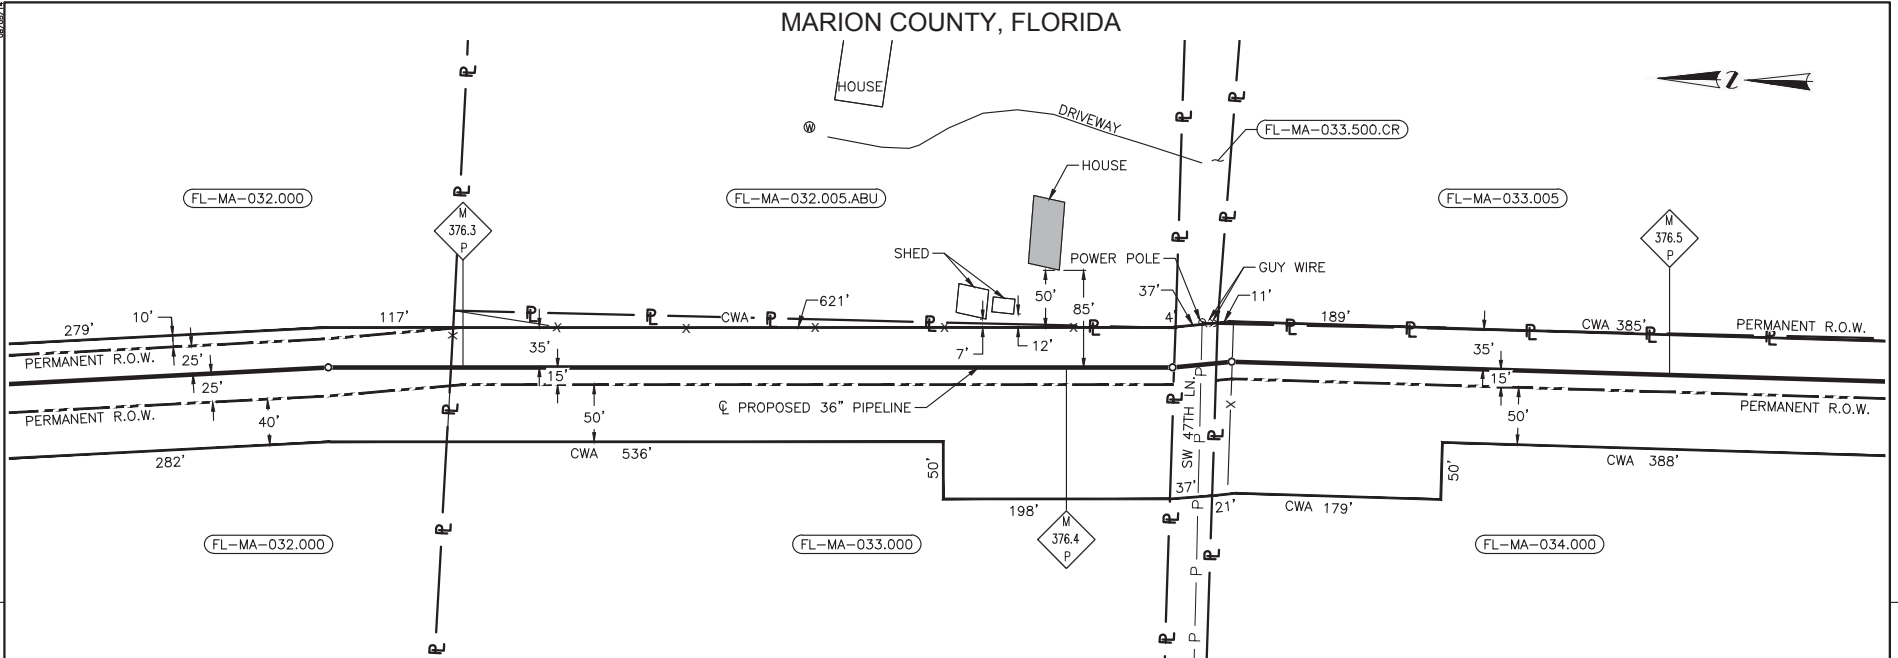 MARION COUNTY, FLORIDA
HOUSE
W
DRIVEWAY
FL-MA-033.500.CR
HOUSE
FL-MA-032.000
FL-MA-032.005.ABU
FL-MA-033.005
M
376.3
P
M
376.5
P
SHED
POWER POLE
GUY WIRE
50'
85'
37'
11'
279'
10'
117'
CWA
621'
4'
189'
CWA 385'
PERMANENT R.O.W.
PERMANENT R.O.W.
25'
35'
7'
12'
35'
25'
15'
15'
PERMANENT R.O.W.
40'
50'
℄ PROPOSED 36" PIPELINE
SW 47TH LN.
50'
PERMANENT R.O.W.
282'
CWA 536'
50'
50'
CWA 388'
198'
37'
21'
CWA 179'
M
376.4
P
FL-MA-032.000
FL-MA-033.000
FL-MA-034.000